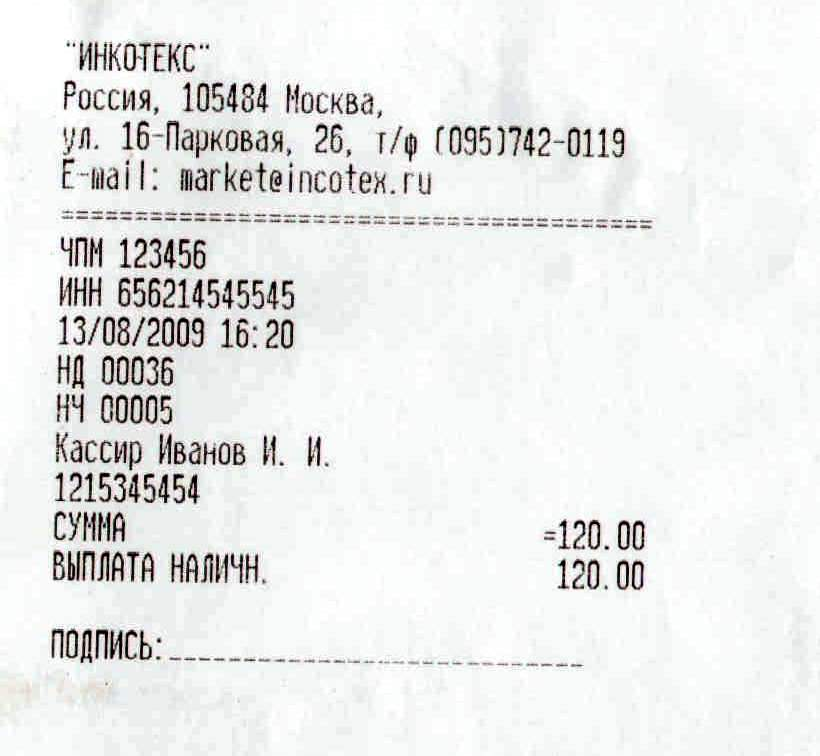 "ИНКОТЕКС"
Россия, 105484 Москва,
ул. 16-Парковая, 26, т/ф (095)742-0119
E-mail: market@incotex.ru
========================================
ЧПМ 123456
ИНН 656214545545
13/08/2009 16:20
НД 00036
НЧ 00005
Кассир Иванов И. И.
1215345454
СУММА =120.00
ВЫПЛАТА НАЛИЧН. 120.00
ПОДПИСЬ:_______________________